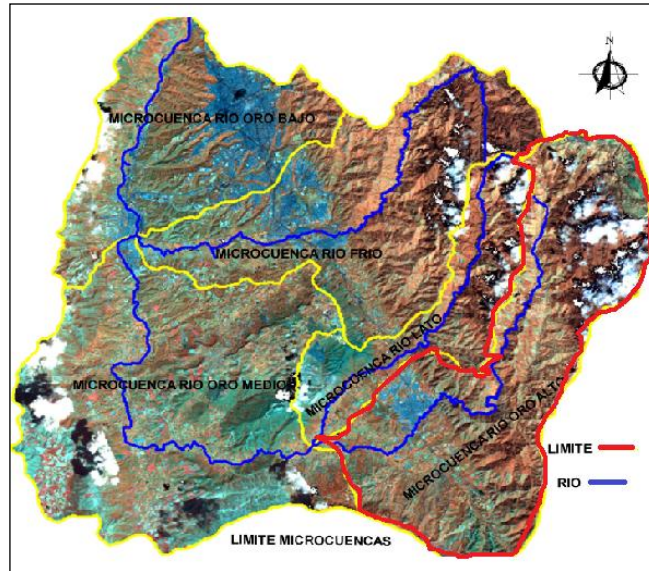 N
MICROCUENCA RIO ORO BAJO
MICROCUENCA RIO FRIO
MICROCUENCA RIO LATO
MICROCUENCA RIO ORO MEDIO
MICROCUENCA RIO ORO ALTO
LIMITE
RIO
LIMITE MICROCUENCAS